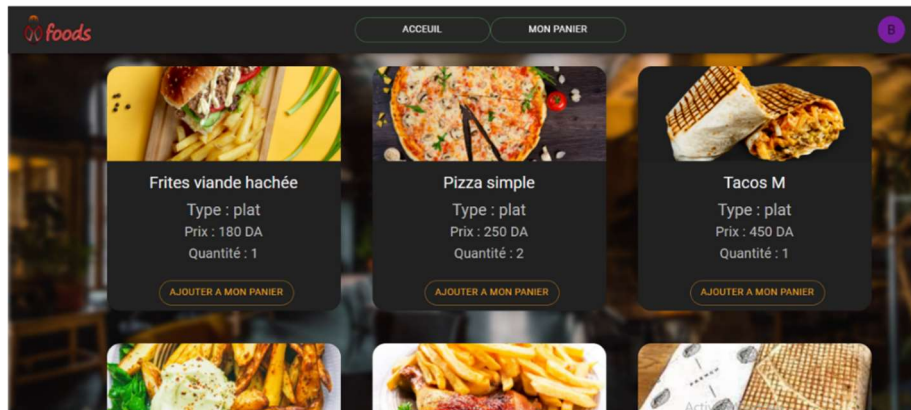 foods
ACCEUIL
MON PANIER
B
Frites viande hachée
Type : plat
Prix : 180 DA
Quantité : 1
AJOUTER A MON PANIER
Pizza simple
Type : plat
Prix : 250 DA
Quantité : 2
AJOUTER A MON PANIER
Tacos M
Type : plat
Prix : 450 DA
Quantité : 1
AJOUTER A MON PANIER